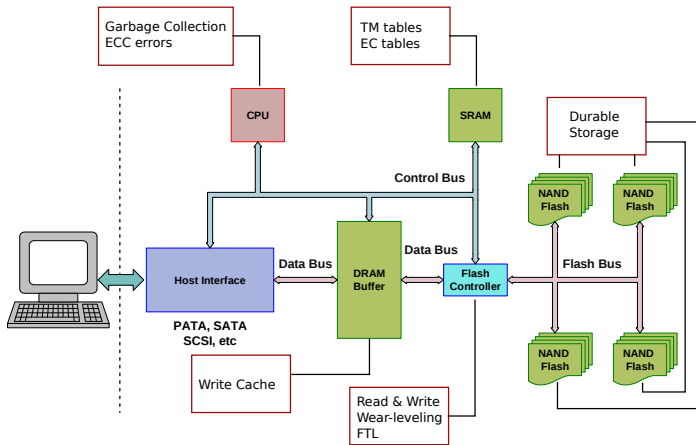 Garbage Collection
ECC errors
TM tables
EC tables
CPU
SRAM
Durable
Storage
Control Bus
NAND
Flash
NAND
Flash
Host Interface
Data Bus
DRAM
Buffer
Data Bus
Flash
Controller
Flash Bus
PATA, SATA
SCSI, etc
NAND
Flash
NAND
Flash
Write Cache
Read & Write
Wear-leveling
FTL